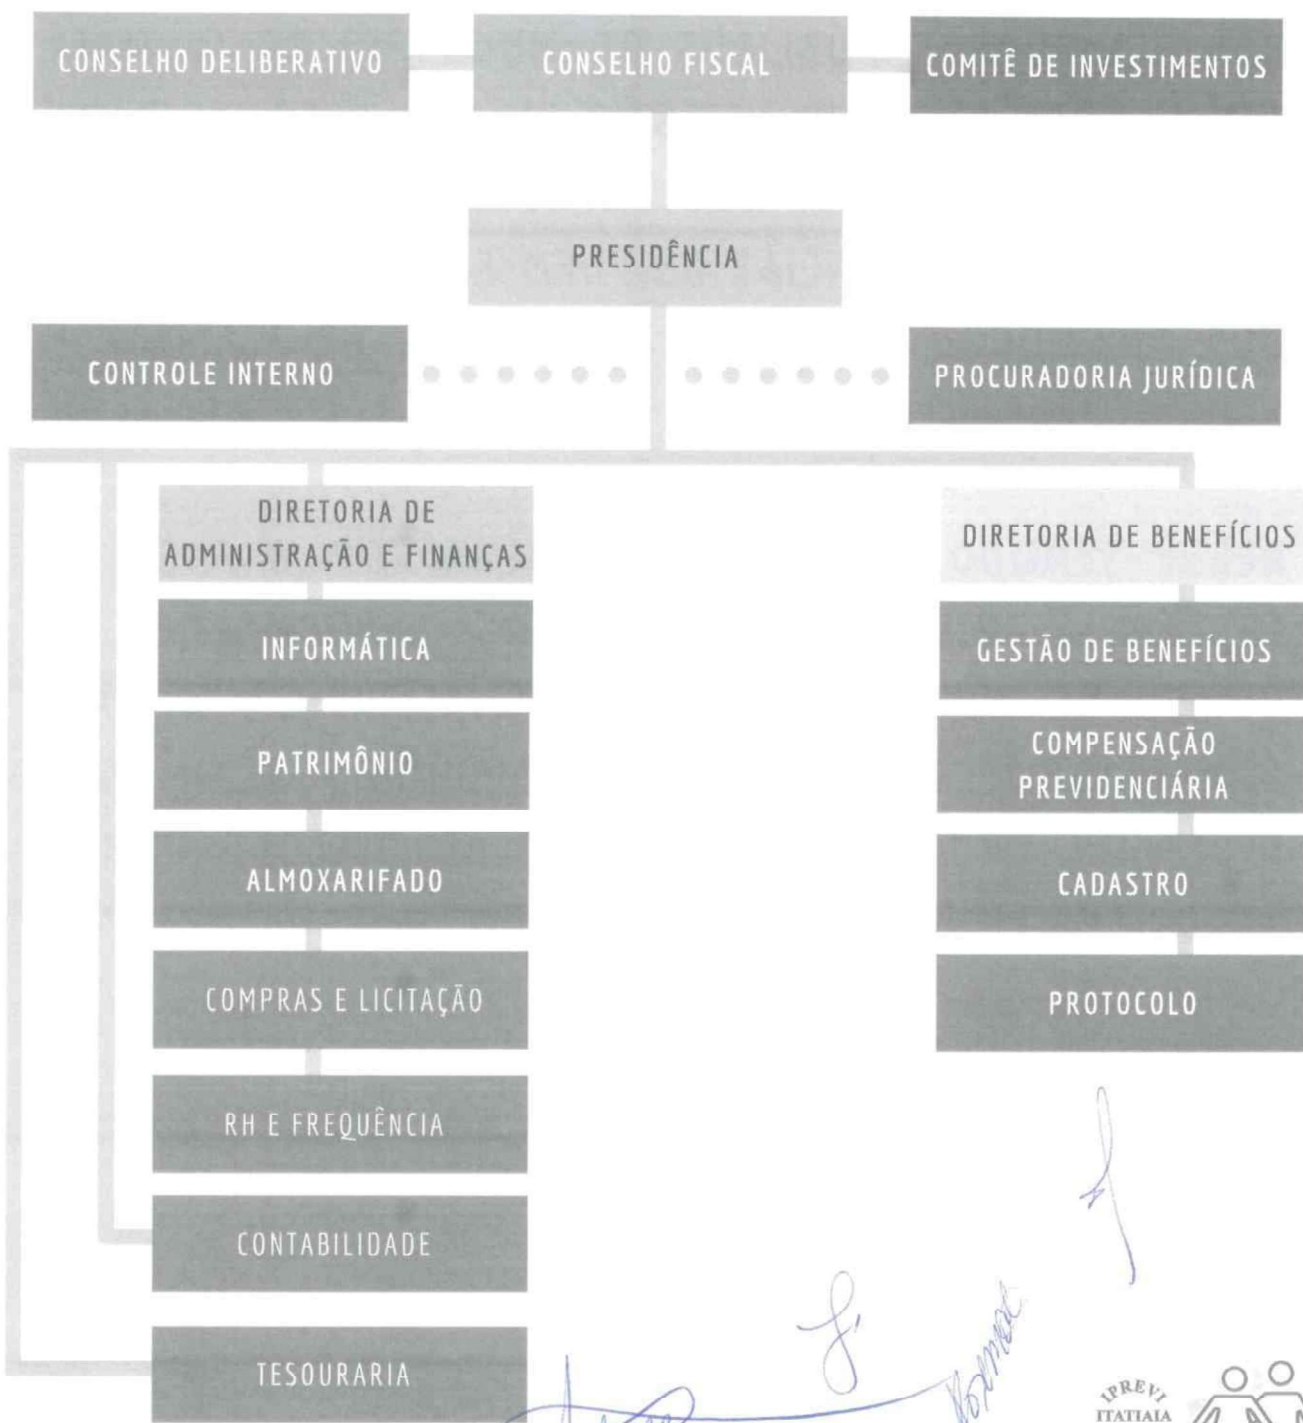 CONSELHO DELIBERATIVO
CONSELHO FISCAL
COMITÊ DE INVESTIMENTOS
PRESIDÊNCIA
CONTROLE INTERNO
PROCURADORIA JURÍDICA
DIRETORIA DE
ADMINISTRAÇÃO E FINANÇAS
INFORMÁTICA
PATRIMÔNIO
ALMOXARIFADO
COMPRAS E LICITAÇÃO
RH E FREQUÊNCIA
CONTABILIDADE
TESOURARIA
DIRETORIA DE BENEFÍCIOS
GESTÃO DE BENEFÍCIOS
COMPENSAÇÃO
PREVIDENCIÁRIA
CADASTRO
PROTOCOLO
IPREVI
ITATIAIA